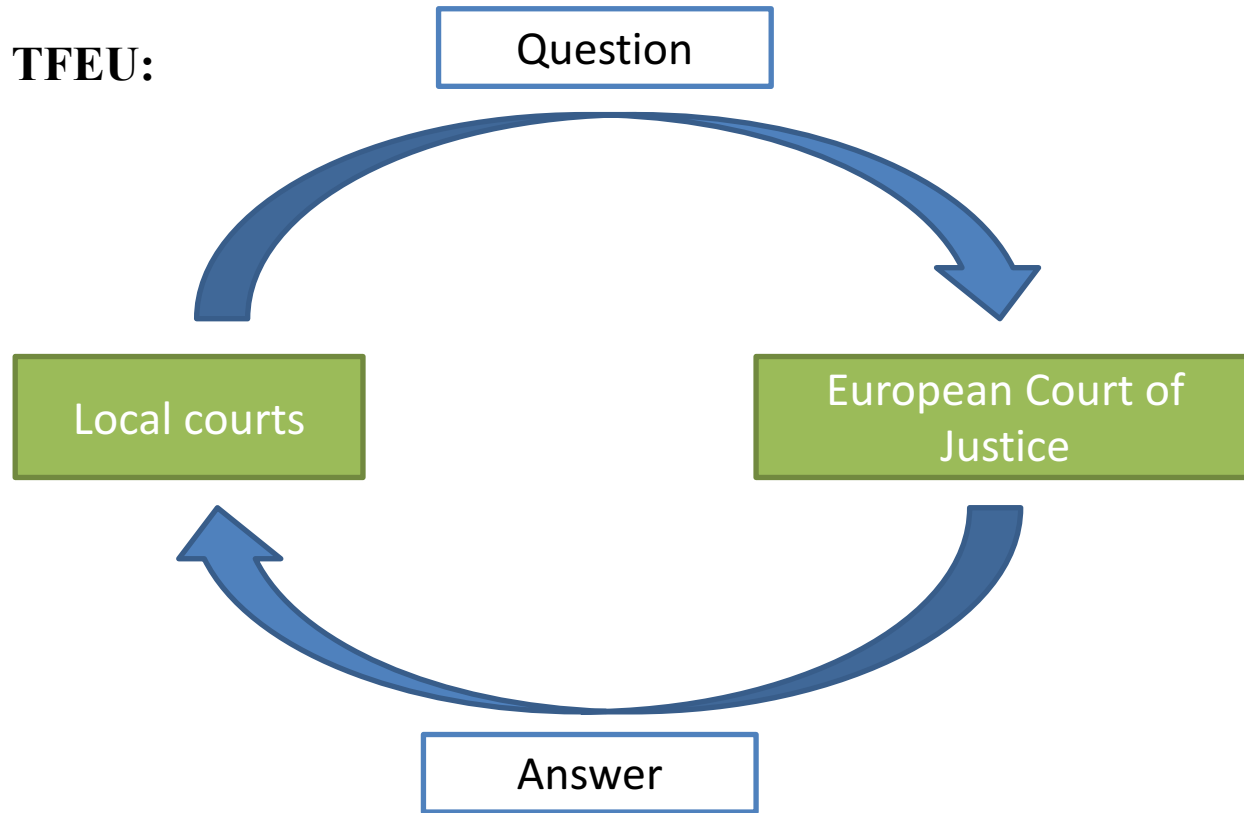 TFEU:
Question
Local courts
European Court of
Justice
Answer